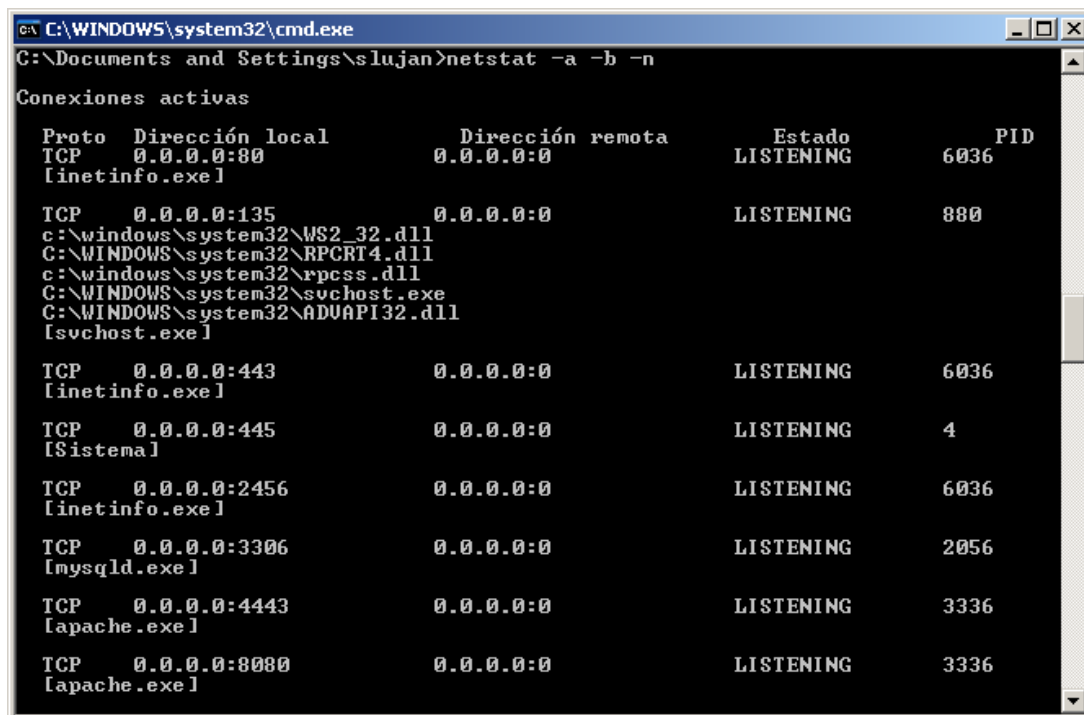 C:\WINDOWS\system32\cmd.exe
C:\Documents and Settings\slujan>netstat -a -b -n
Conexiones activas
Proto Dirección local Dirección remota Estado PID
TCP 0.0.0.0:80 0.0.0.0:0 LISTENING 6036
[inetinfo.exe]
TCP 0.0.0.0:135 0.0.0.0:0 LISTENING 880
c:\windows\system32\WS2_32.dll
C:\WINDOWS\system32\RPCRT4.dll
c:\windows\system32\rpcss.dll
C:\WINDOWS\system32\svchost.exe
C:\WINDOWS\system32\ADVAPI32.dll
[svchost.exe]
TCP 0.0.0.0:443 0.0.0.0:0 LISTENING 6036
[inetinfo.exe]
TCP 0.0.0.0:445 0.0.0.0:0 LISTENING 4
[Sistema]
TCP 0.0.0.0:2456 0.0.0.0:0 LISTENING 6036
[inetinfo.exe]
TCP 0.0.0.0:3306 0.0.0.0:0 LISTENING 2056
[mysqld.exe]
TCP 0.0.0.0:4443 0.0.0.0:0 LISTENING 3336
[apache.exe]
TCP 0.0.0.0:8080 0.0.0.0:0 LISTENING 3336
[apache.exe]